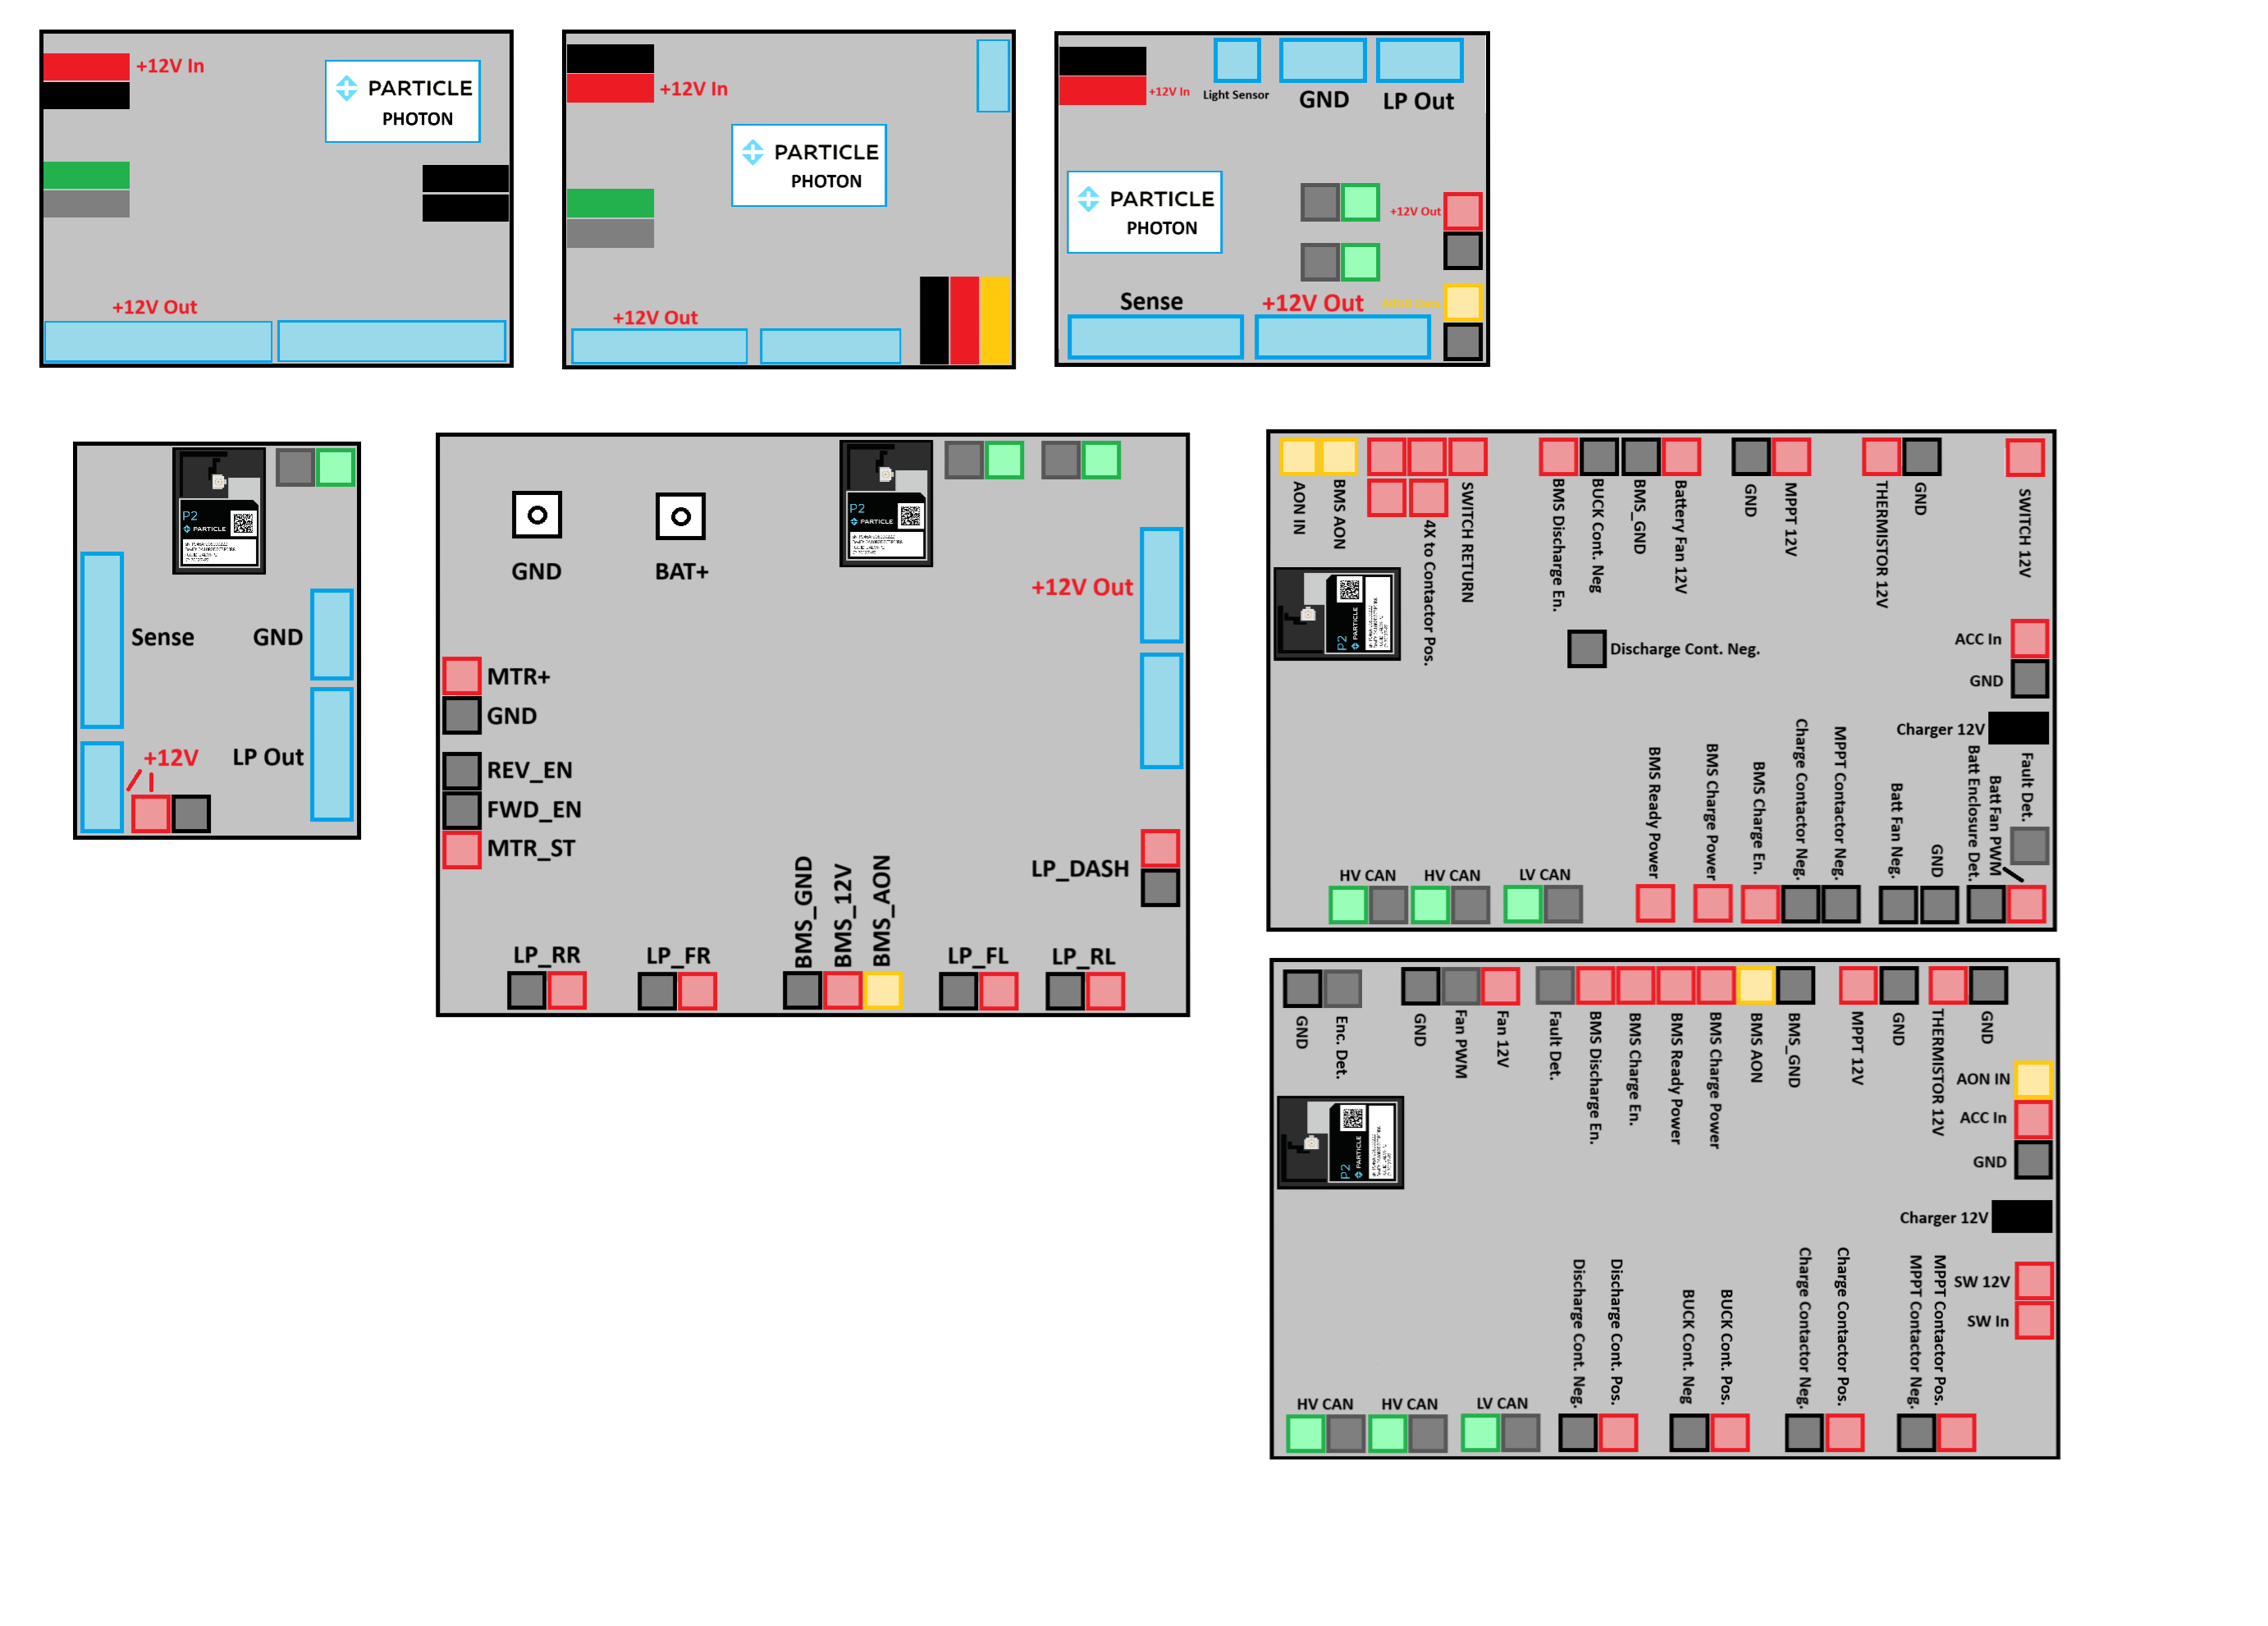 +12V In
PARTICLE
PHOTON
+12V Out
+12V In
PARTICLE
PHOTON
+12V Out
+12V In
Light Sensor
GND
LP Out
PARTICLE
PHOTON
+12V Out
Sense
+12V Out
P2
PARTICLE
Sense
GND
LP Out
+12V
GND
BAT+
P2
PARTICLE
+12V Out
MTR+
GND
REV_EN
FWD_EN
MTR_ST
LP_DASH
LP_RR
LP_FR
BMS_GND
BMS_12V
BMS_AON
LP_FL
LP_RL
AON IN
BMS AON
4X to Contactor Pos.
SWITCH RETURN
BMS Discharge En.
BUCK Cont. Neg
BMS_GND
Battery Fan 12V
GND
MPPT 12V
THERMISTOR 12V
GND
SWITCH 12V
P2
PARTICLE
Discharge Cont. Neg.
ACC In
GND
Charger 12V
BMS Ready Power
BMS Charge Power
BMS Charge En.
Charge Contactor Neg.
MPPT Contactor Neg.
Batt Fan Neg.
GND
Batt Enclosure Det.
Batt Fan PWM
Fault Det.
HV CAN
HV CAN
LV CAN
GND
Enc. Det.
GND
Fan PWM
Fan 12V
Fault Det.
BMS Discharge En.
BMS Charge En.
BMS Ready Power
BMS Charge Power
BMS AON
BMS_GND
MPPT 12V
GND
THERMISTOR 12V
GND
P2
PARTICLE
AON IN
ACC In
GND
Charger 12V
SW 12V
SW In
Discharge Cont. Neg.
Discharge Cont. Pos.
BUCK Cont. Neg
BUCK Cont. Pos.
Charge Contactor Neg.
Charge Contactor Pos.
MPPT Contactor Neg.
MPPT Contactor Pos.
HV CAN
HV CAN
LV CAN